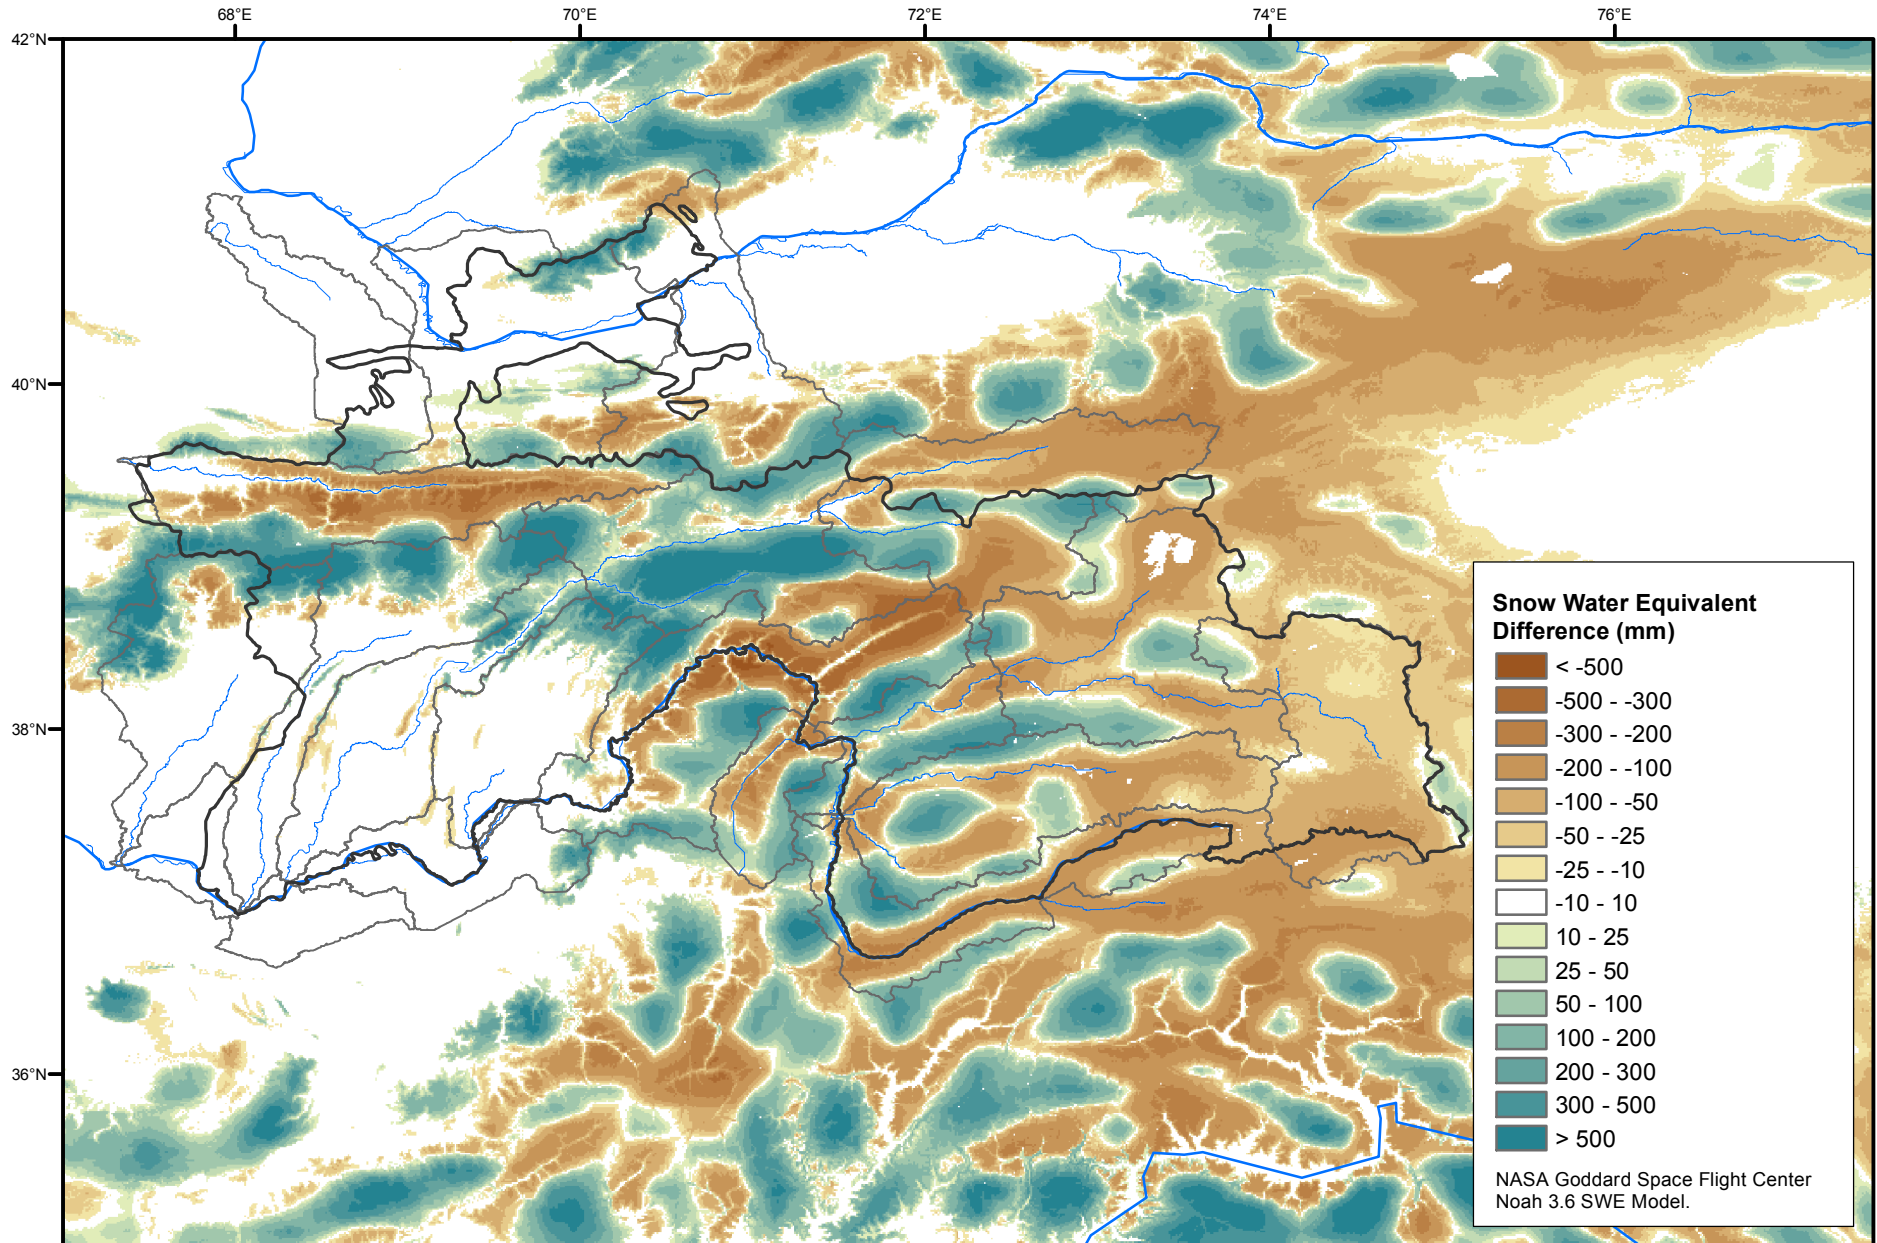 68°E
70°E
72°E
74°E
76°E
42°N
40°N
38°N
36°N
Snow Water Equivalent
Difference (mm)
< -500
-500 - -300
-300 - -200
-200 - -100
-100 - -50
-50 - -25
-25 - -10
-10 - 10
10 - 25
25 - 50
50 - 100
100 - 200
200 - 300
300 - 500
> 500
NASA Goddard Space Flight Center
Noah 3.6 SWE Model.